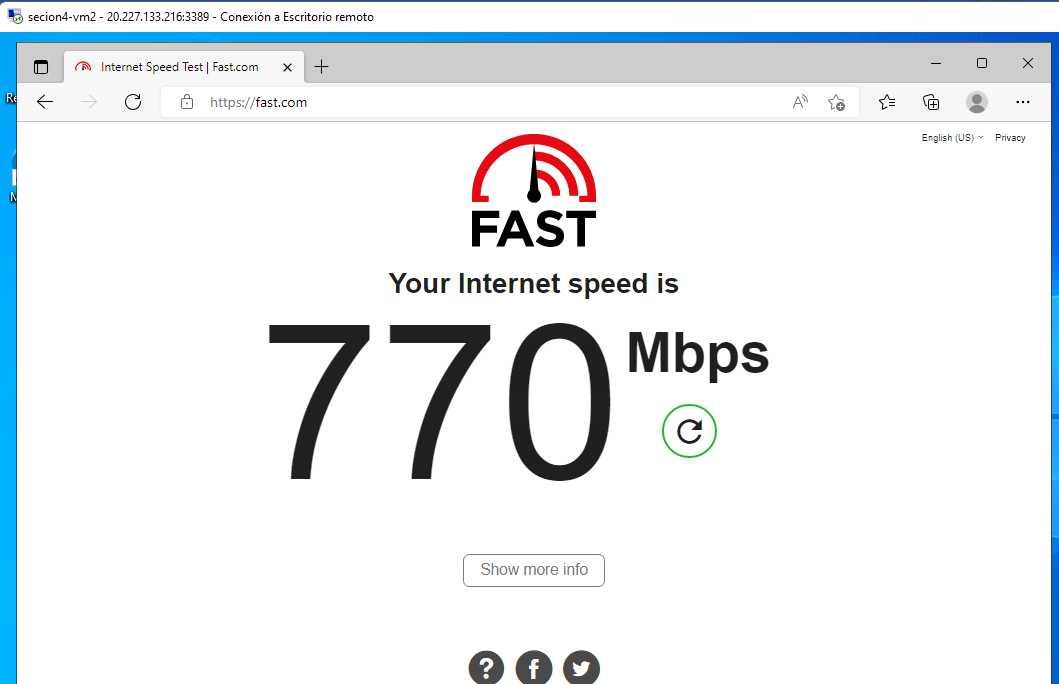 secion4-vm2 - 20.227.133.216:3389 - Conexión a Escritorio remoto
Internet Speed Test | Fast.com
https://fast.com
English (US) Privacy
FAST
Your Internet speed is
770 Mbps
Show more info